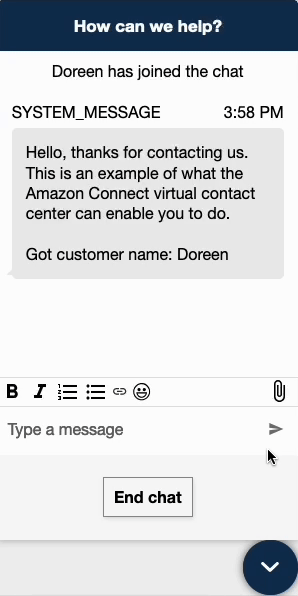 How can we help?
Doreen has joined the chat
SYSTEM_MESSAGE 3:58 PM
Hello, thanks for contacting us.
This is an example of what the
Amazon Connect virtual contact
center can enable you to do.
Got customer name: Doreen
B I
Type a message
End chat